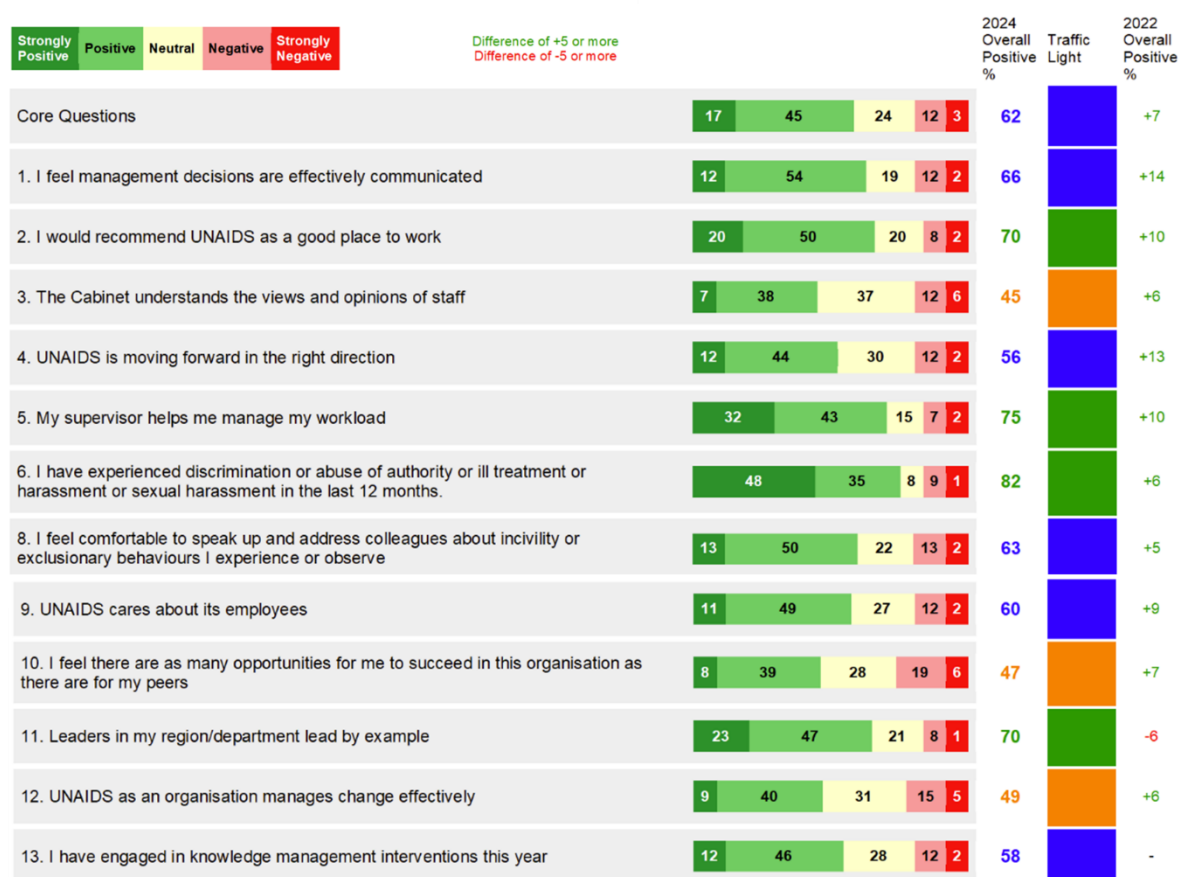 Strongly Positive Positive Neutral Negative Strongly Negative
Difference of +5 or more
Difference of -5 or more
2024 Overall Positive %
Traffic Light
2022 Overall Positive %
Core Questions 17 45 24 12 3 62 +7
1. I feel management decisions are effectively communicated 12 54 19 12 2 66 +14
2. I would recommend UNAIDS as a good place to work 20 50 20 8 2 70 +10
3. The Cabinet understands the views and opinions of staff 7 38 37 12 6 45 +6
4. UNAIDS is moving forward in the right direction 12 44 30 12 2 56 +13
5. My supervisor helps me manage my workload 32 43 15 7 2 75 +10
6. I have experienced discrimination or abuse of authority or ill treatment or
harassment or sexual harassment in the last 12 months. 48 35 8 9 1 82 +6
8. I feel comfortable to speak up and address colleagues about incivility or
exclusionary behaviours I experience or observe 13 50 22 13 2 63 +5
9. UNAIDS cares about its employees 11 49 27 12 2 60 +9
10. I feel there are as many opportunities for me to succeed in this organisation as
there are for my peers 8 39 28 19 6 47 +7
11. Leaders in my region/department lead by example 23 47 21 8 1 70 -6
12. UNAIDS as an organisation manages change effectively 9 40 31 15 5 49 +6
13. I have engaged in knowledge management interventions this year 12 46 28 12 2 58 -